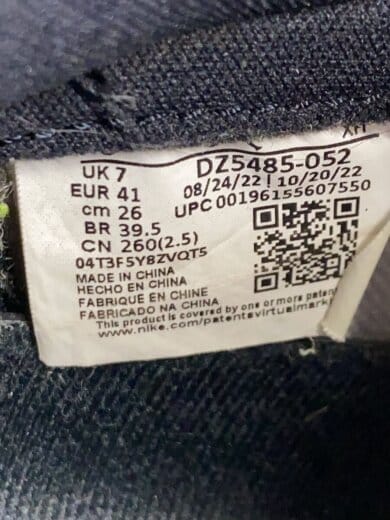 XH
UK 7 DZ5485-052
EUR 41 08/24/22 ! 10/20/22
cm 26 UPC 00196155607550
BR 39.5
CN 260(2.5)
04T3F5Y8ZVQT5
MADE IN CHINA
HECHO EN CHINA
FABRIQUE EN CHINE
FABRICADO NA CHINA
This product is covered by one or more patent
www.nike.com/patentsvirtualmark